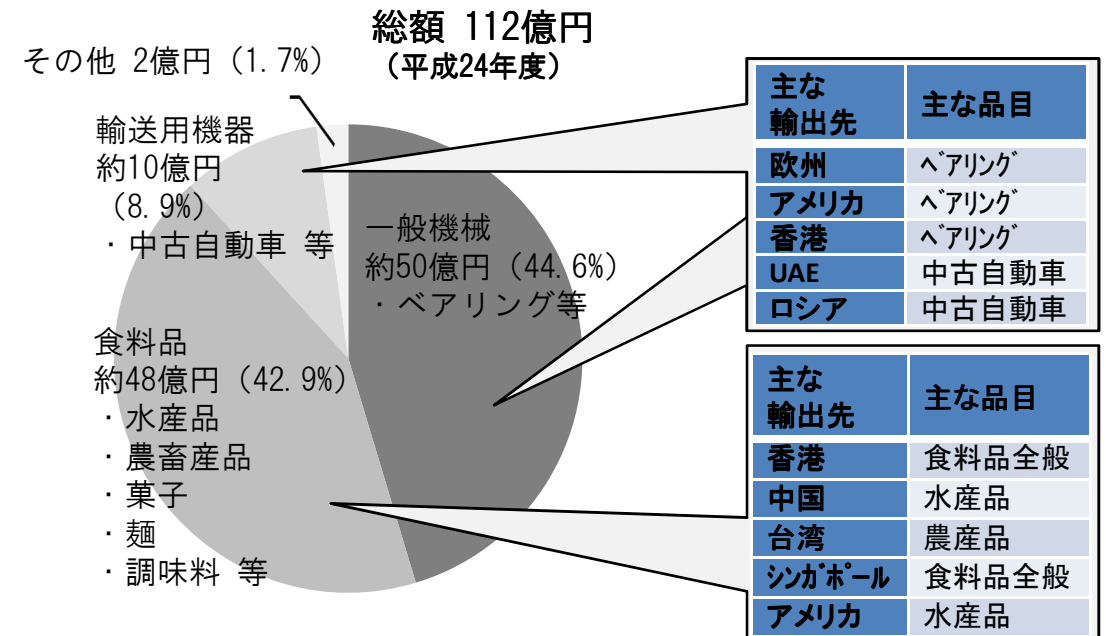 総額 112億円
（平成24年度）
その他 2億円（1.7%）
輸送用機器
約10億円
（8.9%）
・中古自動車 等
一般機械
約50億円（44.6%）
・ベアリング等
食料品
約48億円（42.9%）
・水産品
・農畜産品
・菓子
・麺
・調味料 等
主な
輸出先 主な品目
欧州 ﾍﾞｱﾘﾝｸﾞ
アメリカ ﾍﾞｱﾘﾝｸﾞ
香港 ﾍﾞｱﾘﾝｸﾞ
UAE 中古自動車
ロシア 中古自動車
主な
輸出先 主な品目
香港 食料品全般
中国 水産品
台湾 農産品
ｼﾝｶﾞﾎﾟｰﾙ 食料品全般
アメリカ 水産品